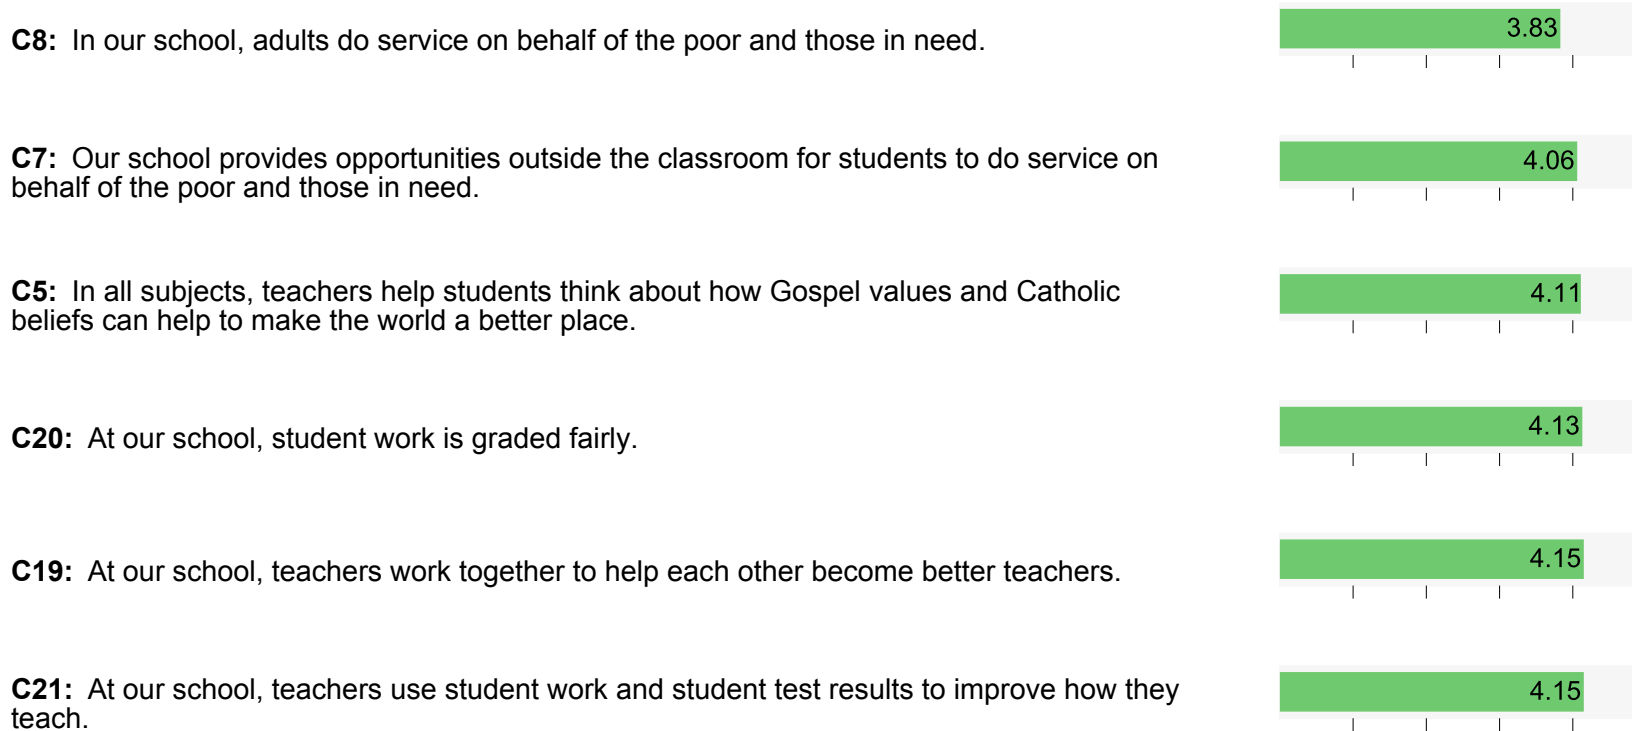 C8: In our school, adults do service on behalf of the poor and those in need.
3.83
C7: Our school provides opportunities outside the classroom for students to do service on
behalf of the poor and those in need.
4.06
C5: In all subjects, teachers help students think about how Gospel values and Catholic
beliefs can help to make the world a better place.
4.11
C20: At our school, student work is graded fairly.
4.13
C19: At our school, teachers work together to help each other become better teachers.
4.15
C21: At our school, teachers use student work and student test results to improve how they
teach.
4.15